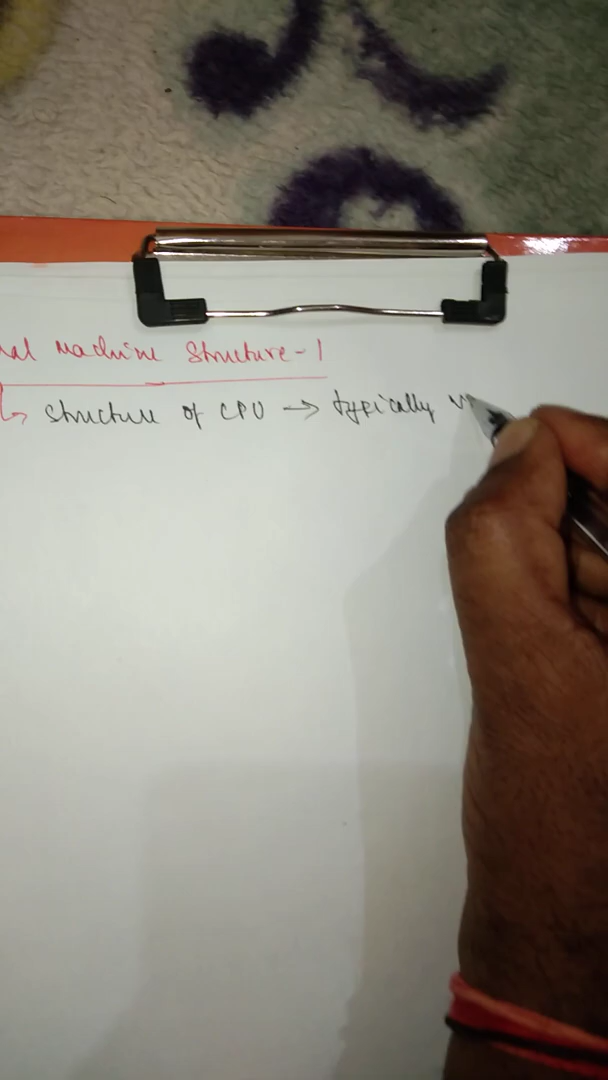 Machine Structure-1
↳ structure of CPU → typically